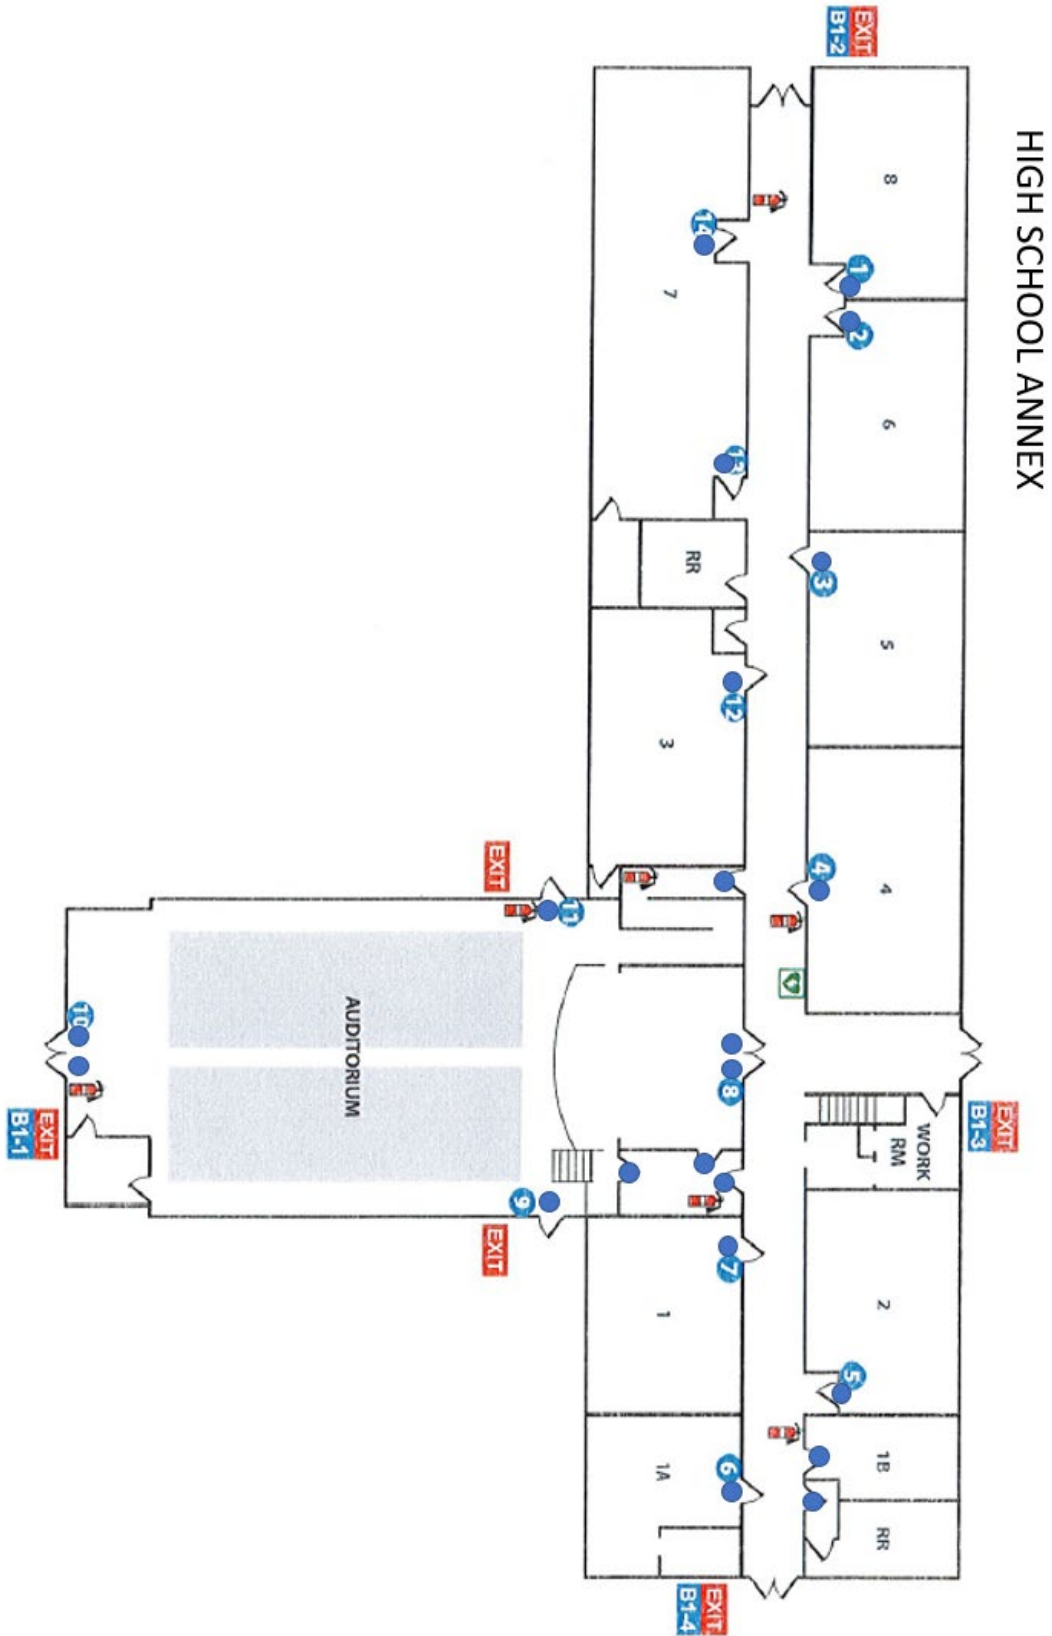 HIGH SCHOOL ANNEX
EXIT
B1-3
EXIT
B1-2
8
6
5
4
WORK
RM
2
1B
RR
1
2
3
4
5
14
13
12
8
7
6
7
RR
3
1
1A
EXIT
B1-4
11
9
EXIT
EXIT
AUDITORIUM
10
EXIT
B1-1